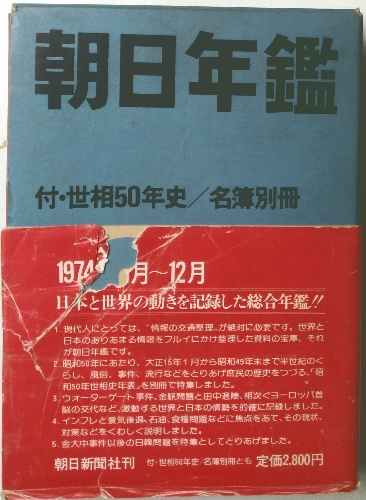 朝日年鑑
付・世相50年史/名簿別冊
1974 月〜12月
日本と世界の動きを記録した総合年鑑!!
1. 現代人にとっては、“情報の交通整理”が絶対に必要です。世界と
日本のありあまる情報をフルイにかけ整理した資料の宝庫、それ
が朝日年鑑です。
2. 昭和50年にあたり、大正15年1月から昭和49年末まで半世紀のく
らし、風俗、事件、流行などをとりあげ庶民の歴史をつづる、「昭
和50年世相史年表」を別冊で特集しました。
3. ウォーターゲート事件、金脈問題と田中退陣、相次ぐヨーロッパ首
脳の交代など、激動する世界と日本の情勢を的確に記録しました。
4. インフレと景気後退、石油、食糧問題などに焦点をあて、その現状、
対策などをくわしく説明しました。
5. 金大中事件以後の日韓問題を特集としてとりあげました。
朝日新聞社刊 付・世相50年史/名簿別冊とも 定価2,800円